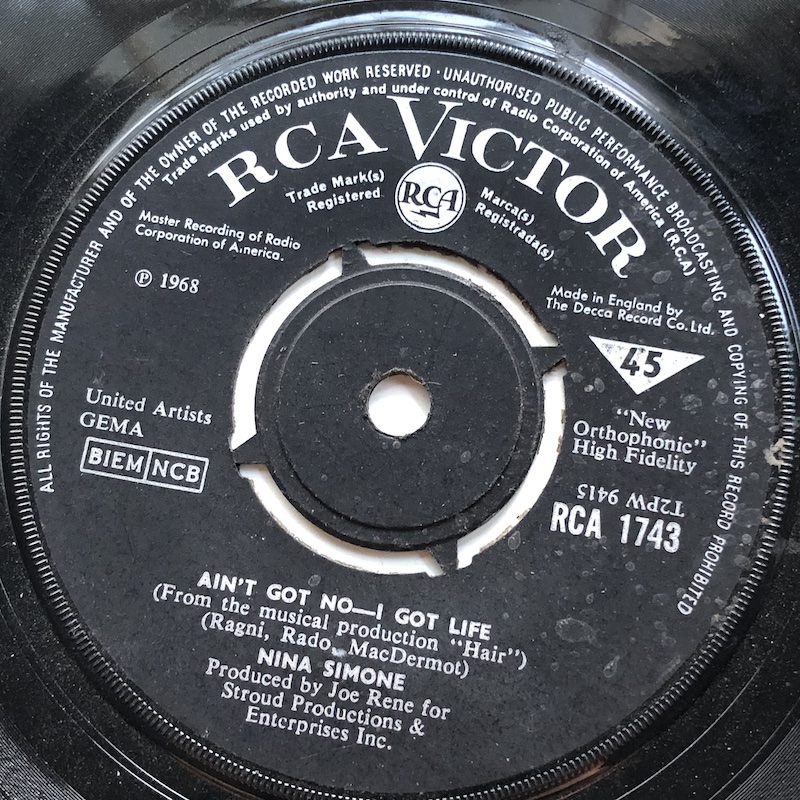 ALL RIGHTS OF THE MANUFACTURER AND OF THE OWNER OF THE RECORDED WORK RESERVED · UNAUTHORISED PUBLIC PERFORMANCE BROADCASTING AND COPYING OF THIS RECORD PROHIBITED
Trade Marks used by authority and under control of Radio Corporation of America (R.C.A)
RCA VICTOR
Trade Mark(s)
Registered
RCA
Marca(s)
Registrada(s)
Master Recording of Radio
Corporation of America.
℗ 1968
Made in England by
The Decca Record Co. Ltd.
45
United Artists
GEMA
BIEM/NCB
"New
Orthophonic"
High Fidelity
T2PW 9415
RCA 1743
AIN'T GOT NO—I GOT LIFE
(From the musical production "Hair")
(Ragni, Rado, MacDermot)
NINA SIMONE
Produced by Joe Rene for
Stroud Productions &
Enterprises Inc.